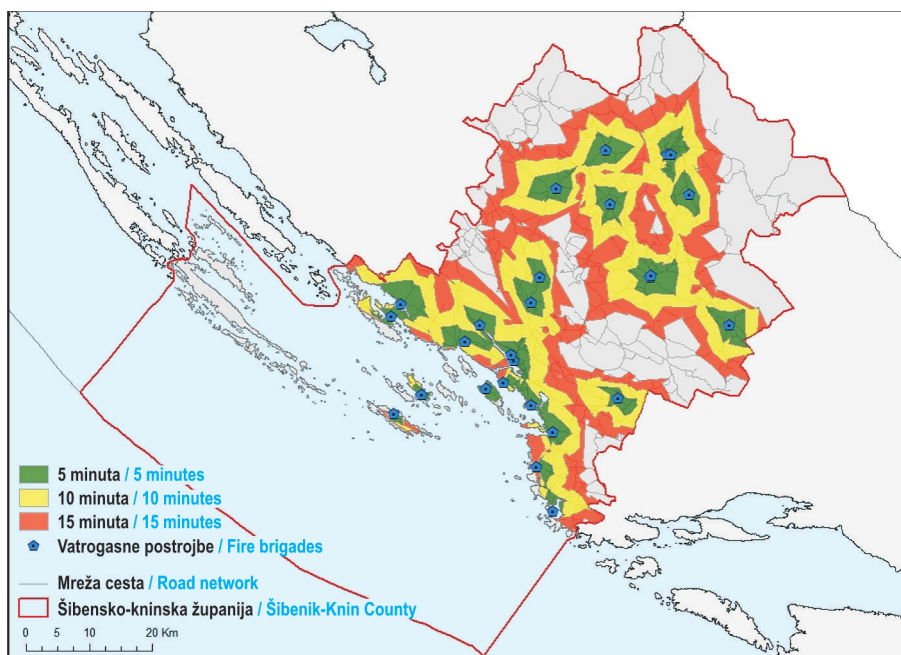 5 minuta / 5 minutes
10 minuta / 10 minutes
15 minuta / 15 minutes
Vatrogasne postrojbe / Fire brigades
Mreža cesta / Road network
Šibensko-kninska županija / Šibenik-Knin County
0 5 10 20 Km